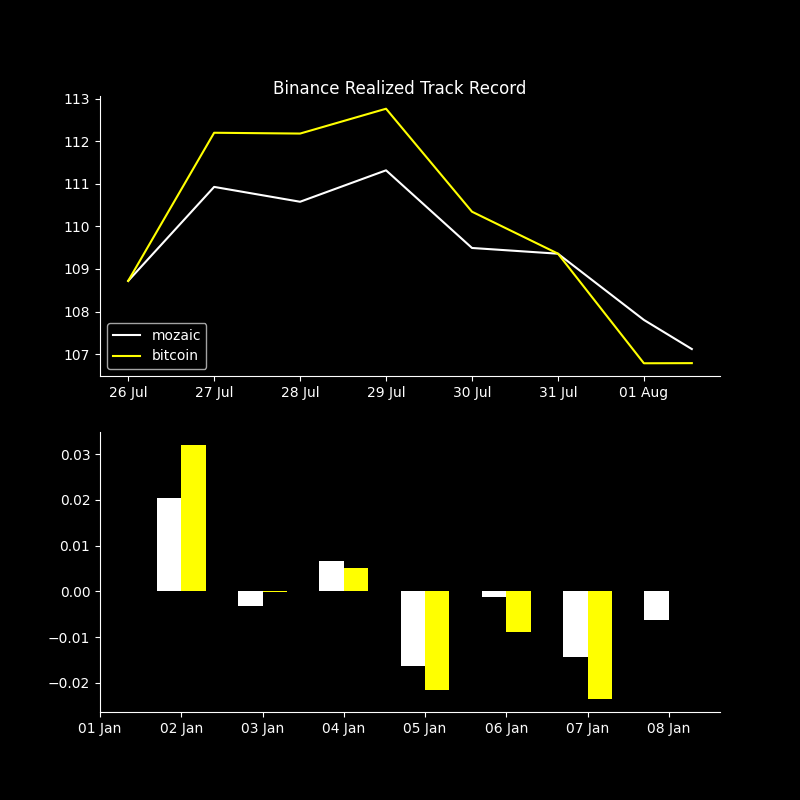 Binance Realized Track Record
113
112
111
110
109
108
107
mozaic
bitcoin
26 Jul 27 Jul 28 Jul 29 Jul 30 Jul 31 Jul 01 Aug
0.03
0.02
0.01
0.00
−0.01
−0.02
01 Jan 02 Jan 03 Jan 04 Jan 05 Jan 06 Jan 07 Jan 08 Jan